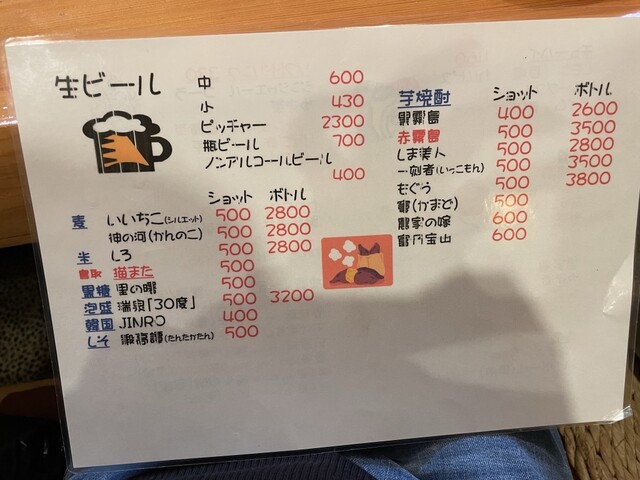 生ビール
中 600
小 430
ピッチャー 2300
瓶ビール 700
ノンアルコールビール 400
ショット ボトル
麦 いいちこ(シルエット) 500 2800
神の河(かんのこ) 500 2800
米 しろ 500 2800
鳥取 猫また 500
黒糖 里の曙 500
泡盛 瑞泉「30度」 500 3200
韓国 JINRO 400
しそ 鍛高譚(たんたかたん) 500
芋焼酎 ショット ボトル
黒霧島 400 2600
赤霧島 500 3500
しま美人 500 2800
一刻者(いっこもん) 500 3500
もぐら 500 3800
(かまど) 500
の嫁 600
宝山 600